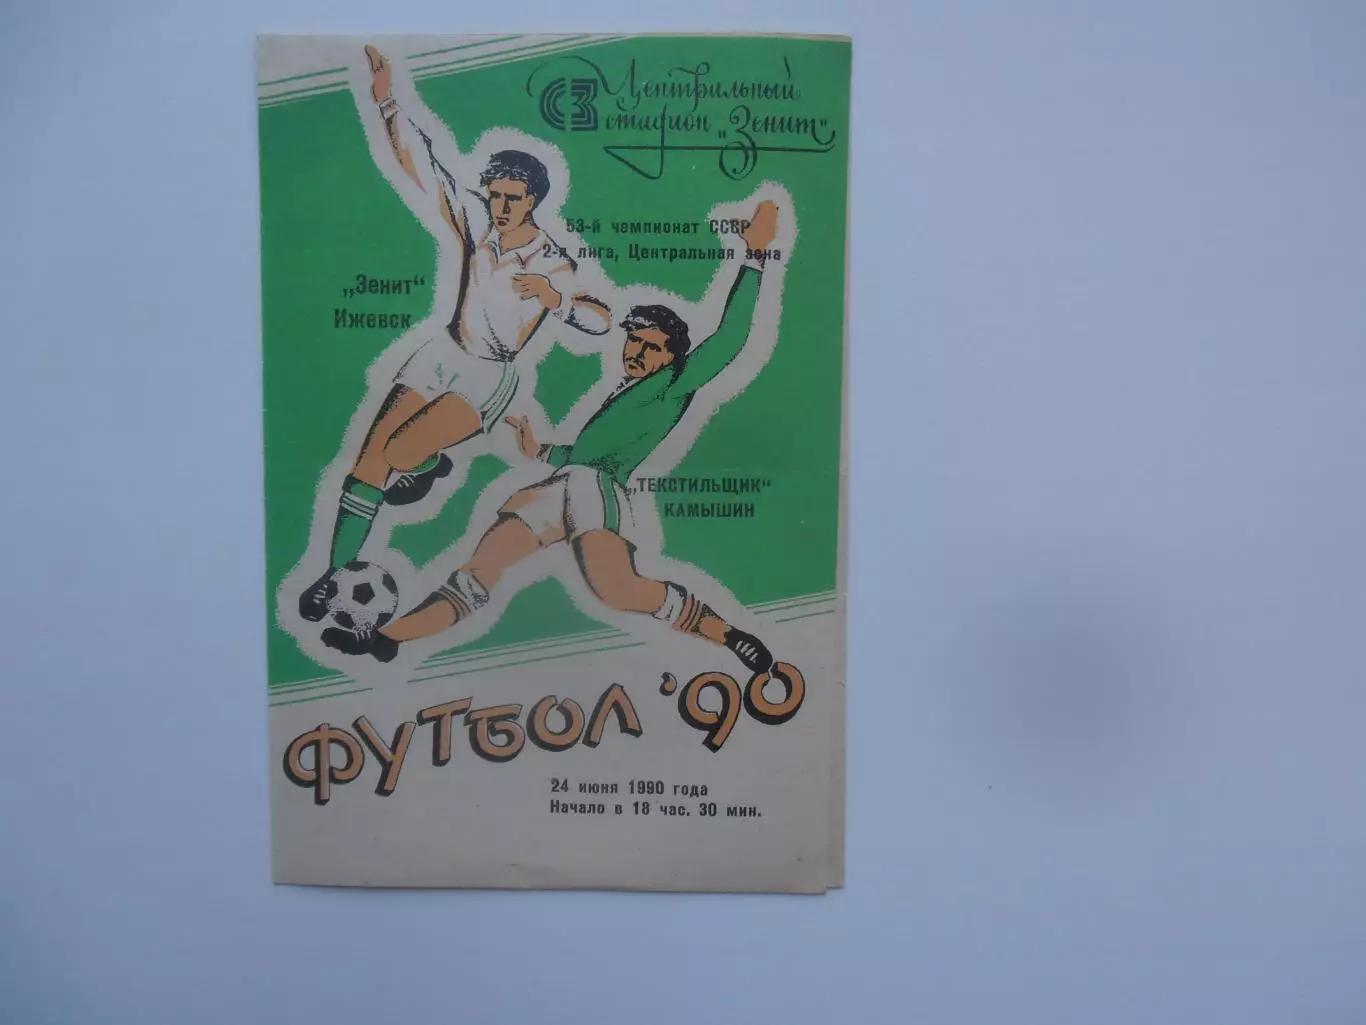 СЗ Центральный
стадион „Зенит“
53-й чемпионат СССР
2-я лига, Центральная зона
„Зенит“
Ижевск
„ТЕКСТИЛЬЩИК“
КАМЫШИН
ФУТБОЛ ’90
24 июня 1990 года
Начало в 18 час. 30 мин.